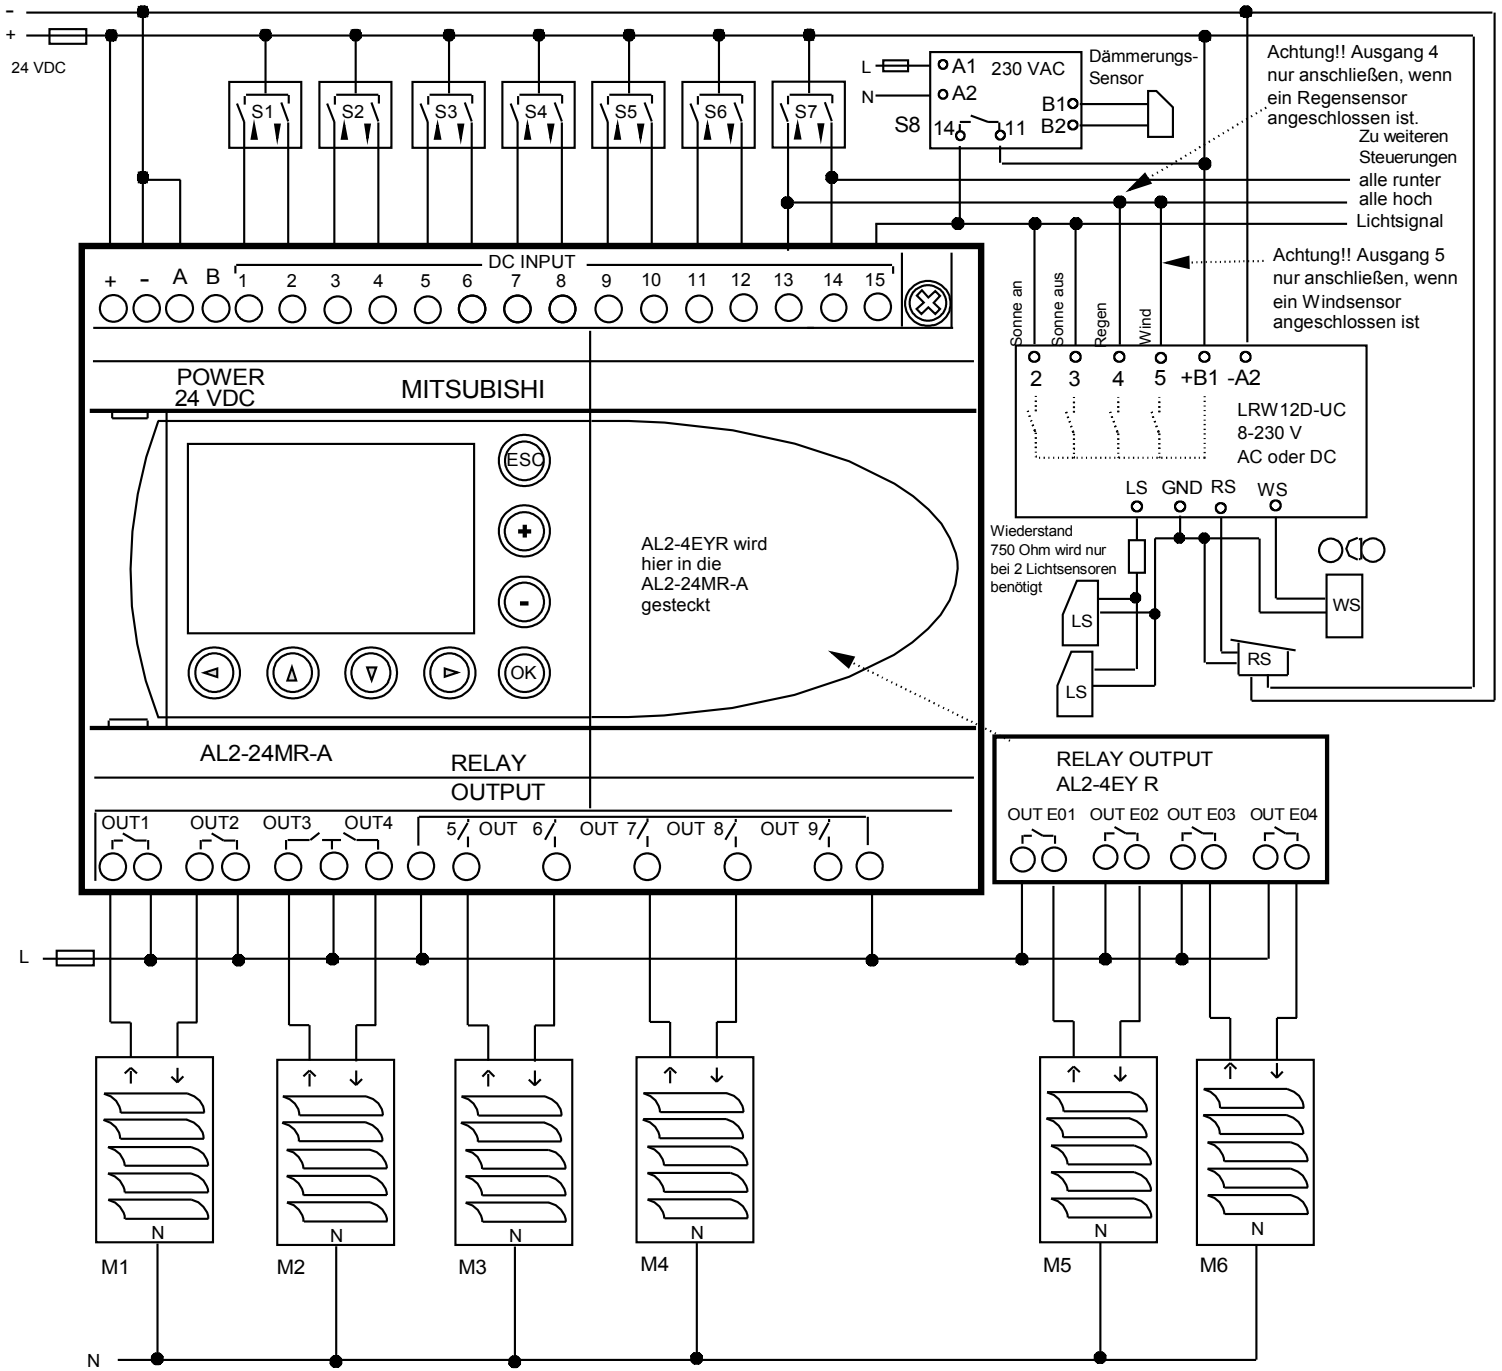 -
+
24 VDC
S1 S2 S3 S4 S5 S6 S7
L
N
A1 230 VAC
A2
B1
B2
S8 14 11
Dämmerungs-
Sensor
Achtung!! Ausgang 4
nur anschließen, wenn
ein Regensensor
angeschlossen ist.
Zu weiteren
Steuerungen
alle runter
alle hoch
Lichtsignal
Achtung!! Ausgang 5
nur anschließen, wenn
ein Windsensor
angeschlossen ist
DC INPUT
+ - A B 1 2 3 4 5 6 7 8 9 10 11 12 13 14 15
Sonne an
Sonne aus
Regen
Wind
2 3 4 5 +B1 -A2
LRW12D-UC
8-230 V
AC oder DC
LS GND RS WS
POWER
24 VDC
MITSUBISHI
ESC
+
-
OK
AL2-4EYR wird
hier in die
AL2-24MR-A
gesteckt
Wiederstand
750 Ohm wird nur
bei 2 Lichtsensoren
benötigt
LS
LS
WS
RS
AL2-24MR-A
RELAY
OUTPUT
OUT1 OUT2 OUT3 OUT4 5 OUT 6 OUT 7 OUT 8 OUT 9
RELAY OUTPUT
AL2-4EY R
OUT E01 OUT E02 OUT E03 OUT E04
L
N N N N N N
M1 M2 M3 M4 M5 M6
N